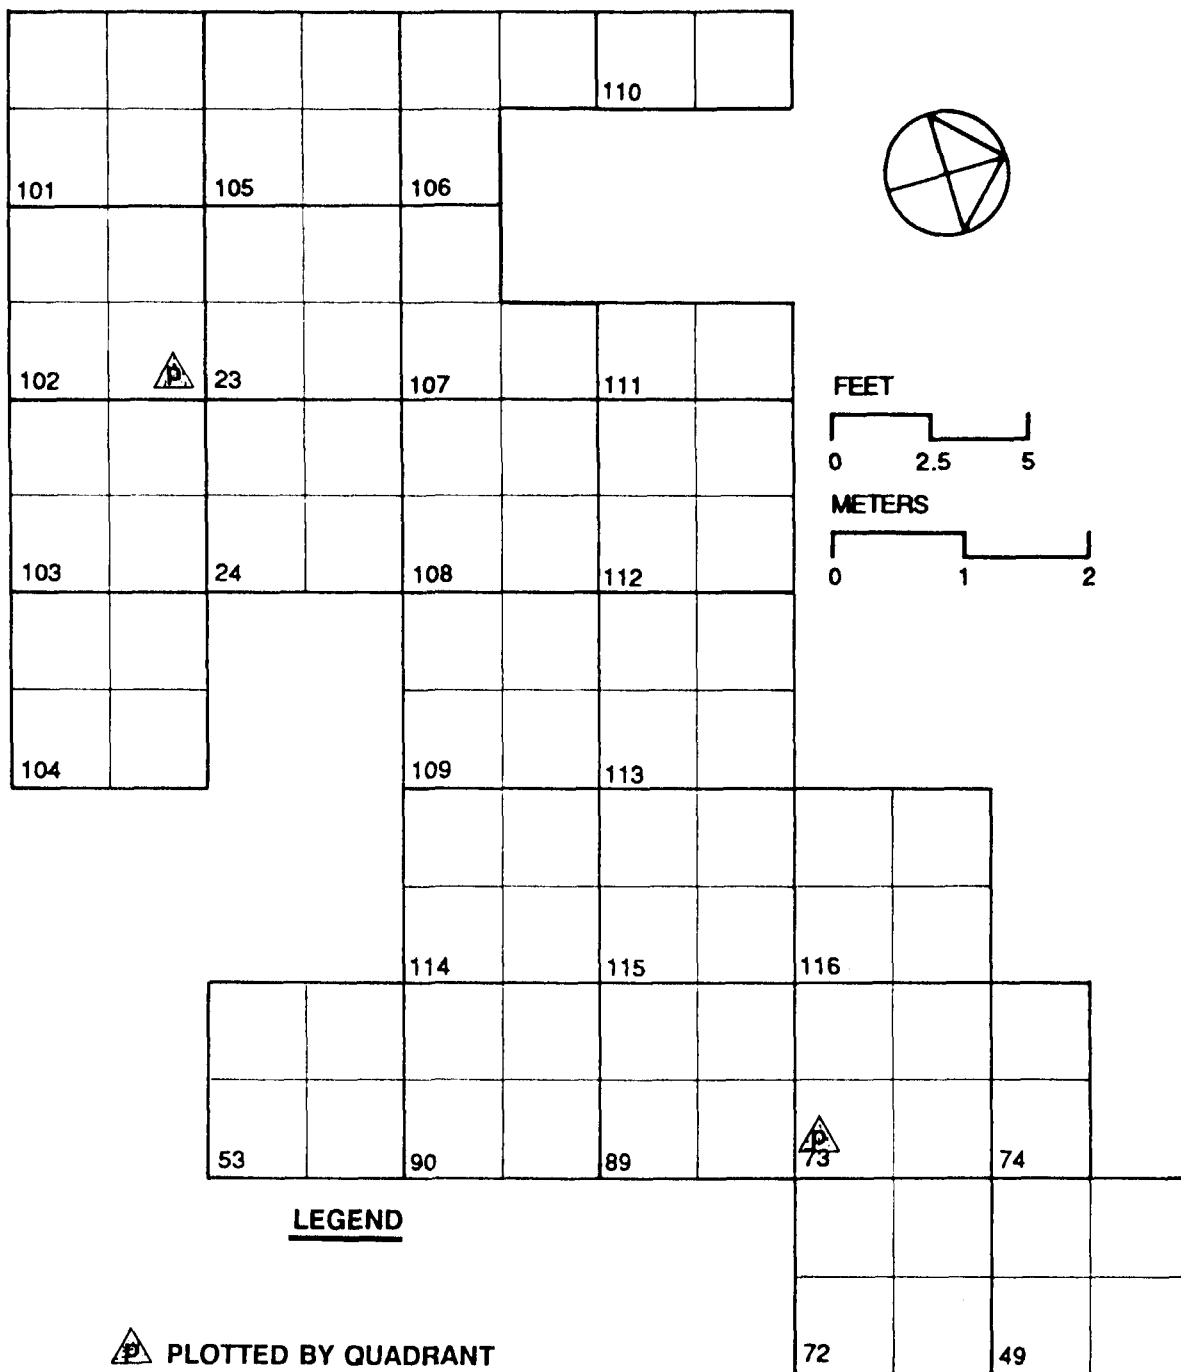 110
101 105 106
102 p 23 107 111
FEET
0 2.5 5
METERS
0 1 2
103 24 108 112
104 109 113
114 115 116
p
53 90 89 73 74
LEGEND
p PLOTTED BY QUADRANT
72 49